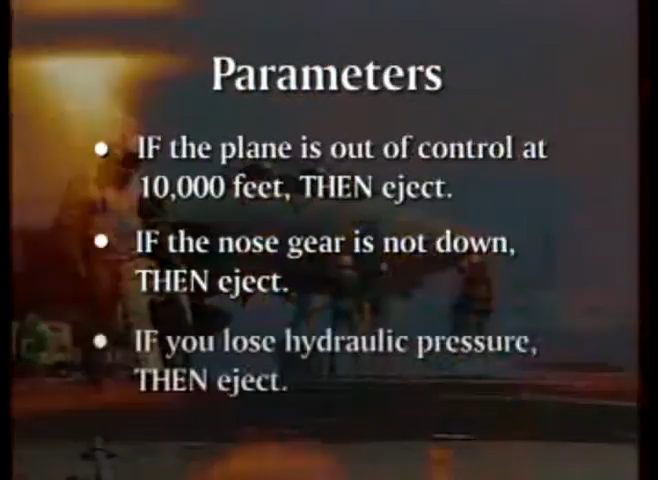 Parameters
• IF the plane is out of control at
10,000 feet, THEN eject.
• IF the nose gear is not down,
THEN eject.
• IF you lose hydraulic pressure,
THEN eject.